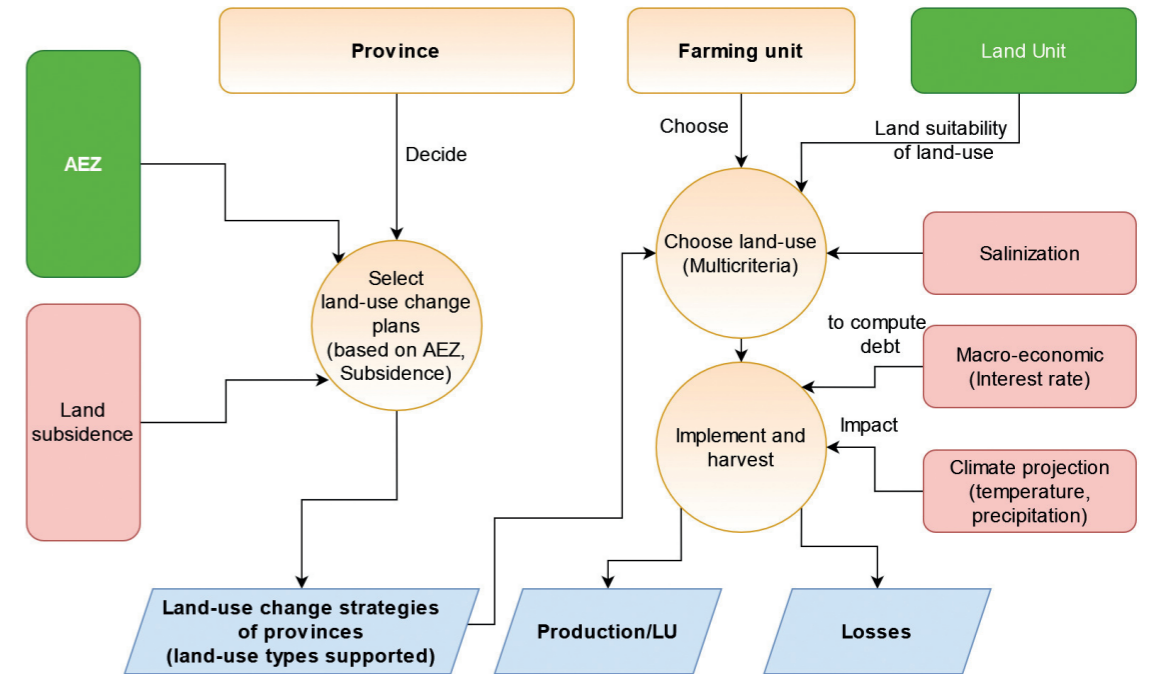 Province
Farming unit
Land Unit
AEZ
Decide
Choose
Land suitability
of land-use
Select
land-use change
plans
(based on AEZ,
Subsidence)
Choose land-use
(Multicriteria)
Salinization
Land
subsidence
to compute
debt
Macro-economic
(Interest rate)
Implement and
harvest
Impact
Climate projection
(temperature,
precipitation)
Land-use change strategies
of provinces
(land-use types supported)
Production/LU
Losses